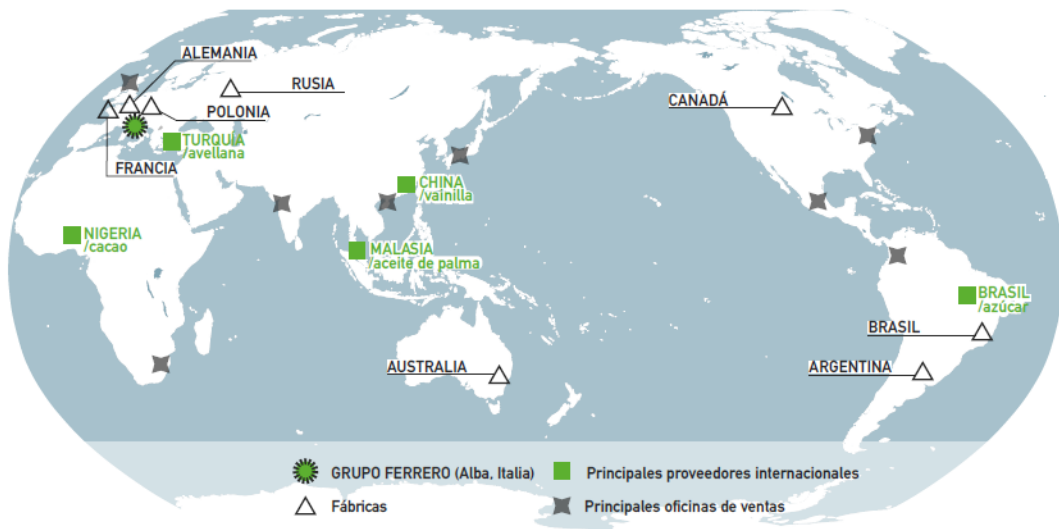 ALEMANIA
RUSIA
CANADÁ
POLONIA
TURQUÍA
/avellana
FRANCIA
CHINA
/vainilla
NIGERIA
/cacao
MALASIA
/aceite de palma
BRASIL
/azúcar
BRASIL
AUSTRALIA
ARGENTINA
GRUPO FERRERO (Alba, Italia)
Principales proveedores internacionales
Fábricas
Principales oficinas de ventas